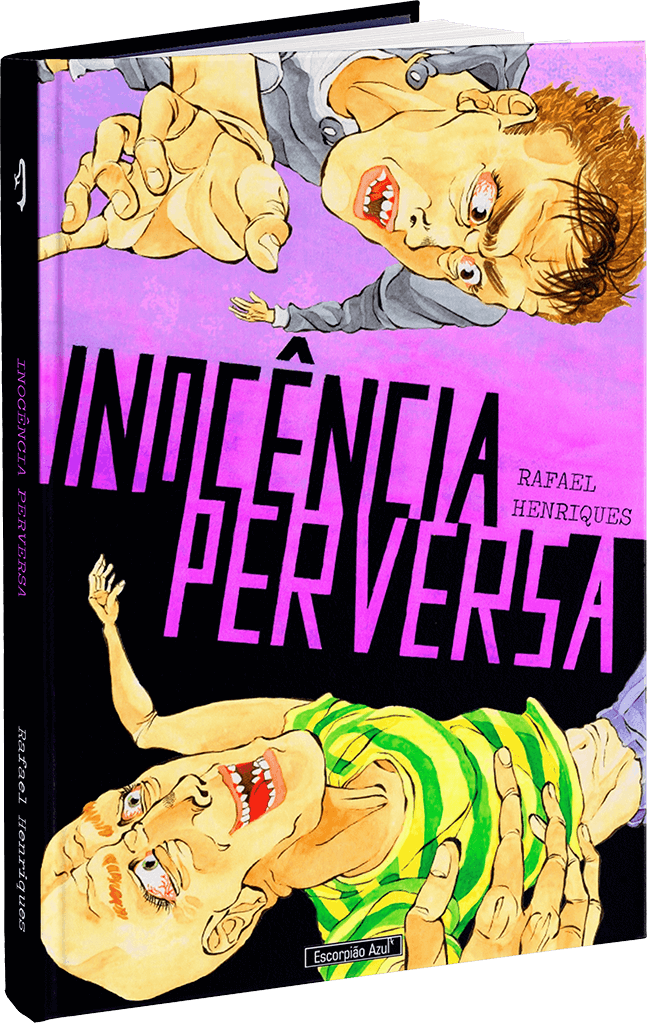 INOCÊNCIA
PERVERSA
RAFAEL
HENRIQUES
Escorpião Azul
INOCÊNCIA PERVERSA
Rafael Henriques